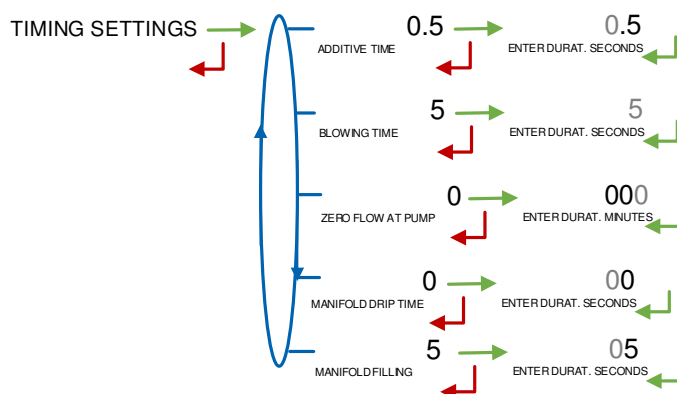 TIMING SETTINGS
ADDITIVE TIME 0.5 ENTER DURAT. SECONDS 0.5
BLOWING TIME 5 ENTER DURAT. SECONDS 5
ZERO FLOW AT PUMP 0 ENTER DURAT. MINUTES 000
MANIFOLD DRIP TIME 0 ENTER DURAT. SECONDS 00
MANIFOLD FILLING 5 ENTER DURAT. SECONDS 05